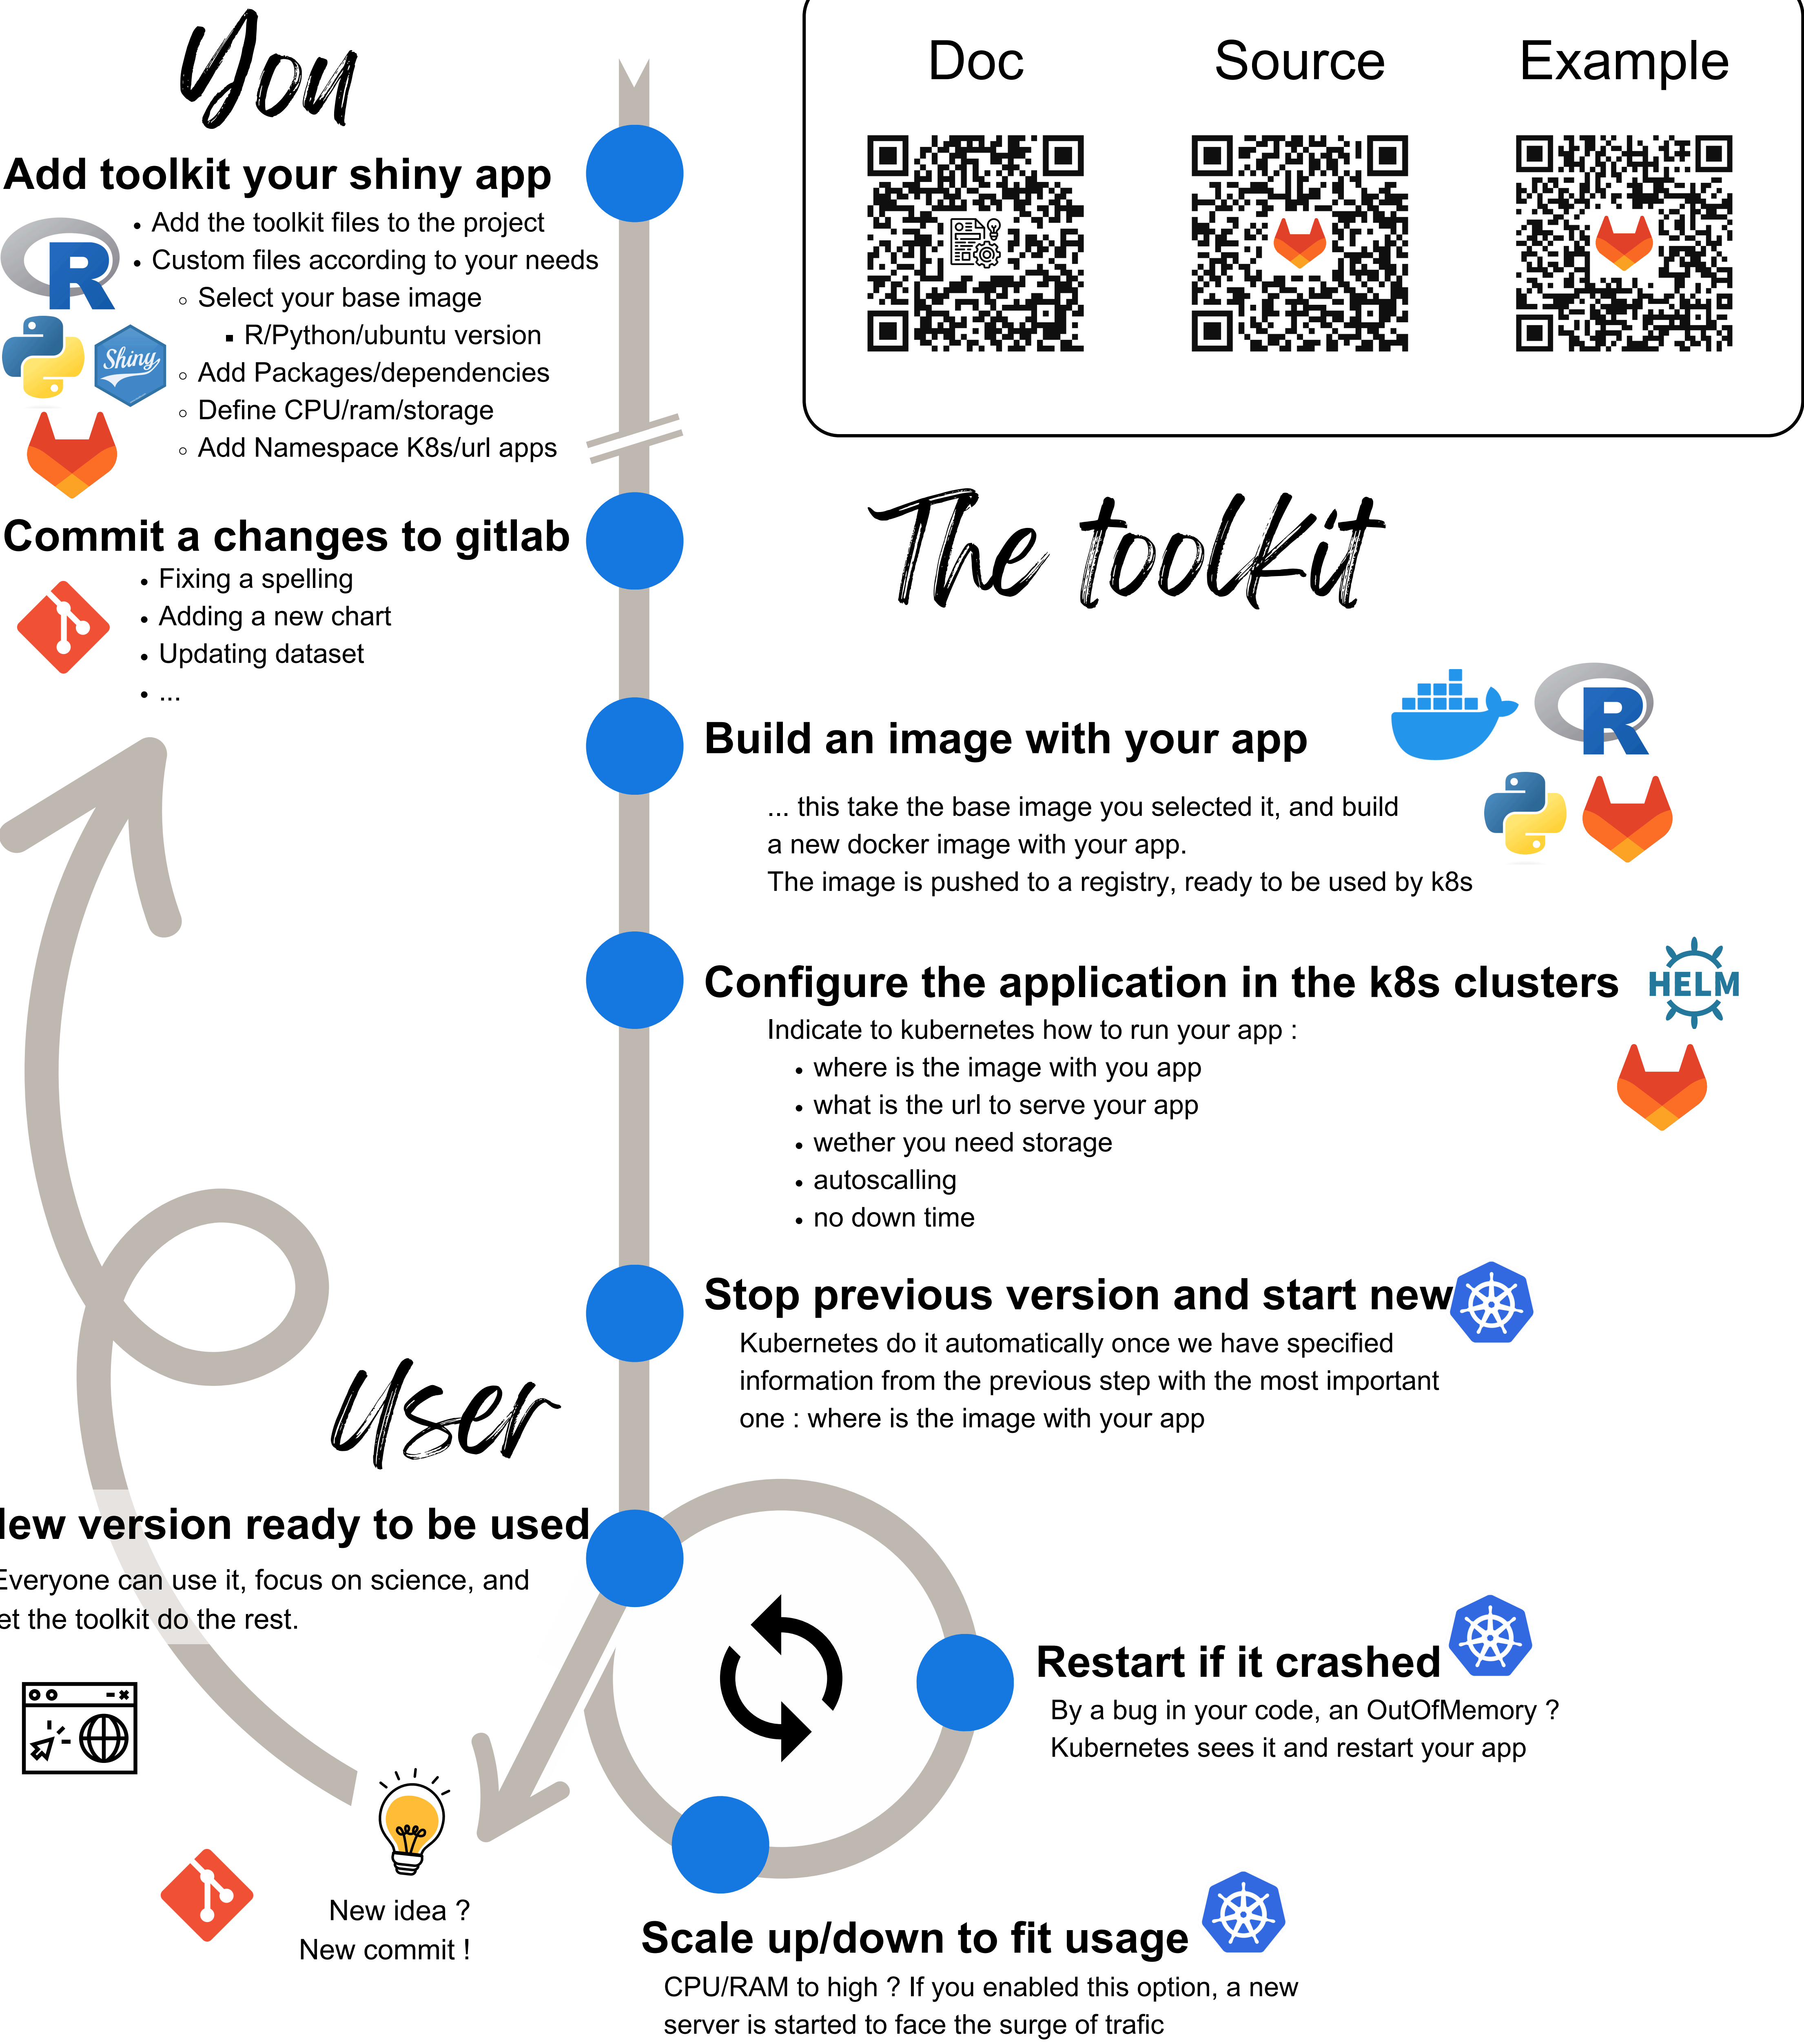 You
Add toolkit your shiny app
• Add the toolkit files to the project
• Custom files according to your needs
◦ Select your base image
▪ R/Python/ubuntu version
◦ Add Packages/dependencies
◦ Define CPU/ram/storage
◦ Add Namespace K8s/url apps
R
Shiny
Commit a changes to gitlab
• Fixing a spelling
• Adding a new chart
• Updating dataset
• ...
Doc
Source
Example
The toolkit
Build an image with your app
R
... this take the base image you selected it, and build
a new docker image with your app.
The image is pushed to a registry, ready to be used by k8s
Configure the application in the k8s clusters
HELM
Indicate to kubernetes how to run your app :
• where is the image with you app
• what is the url to serve your app
• wether you need storage
• autoscalling
• no down time
Stop previous version and start new
Kubernetes do it automatically once we have specified
information from the previous step with the most important
one : where is the image with your app
User
ew version ready to be used
Everyone can use it, focus on science, and
et the toolkit do the rest.
New idea ?
New commit !
Restart if it crashed
By a bug in your code, an OutOfMemory ?
Kubernetes sees it and restart your app
Scale up/down to fit usage
CPU/RAM to high ? If you enabled this option, a new
server is started to face the surge of trafic